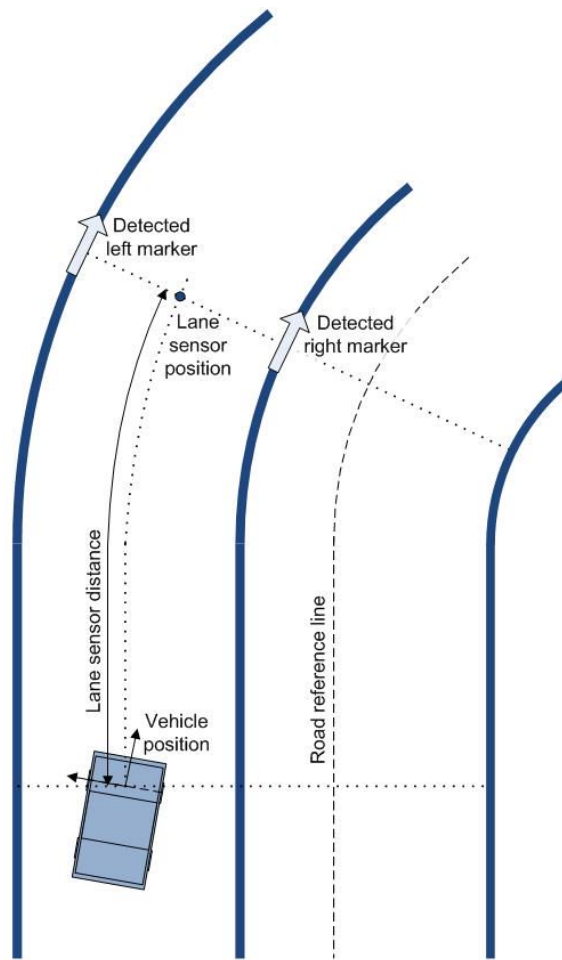 Detected
left marker
Lane
sensor
position
Detected
right marker
Lane sensor distance
Road reference line
Vehicle
position